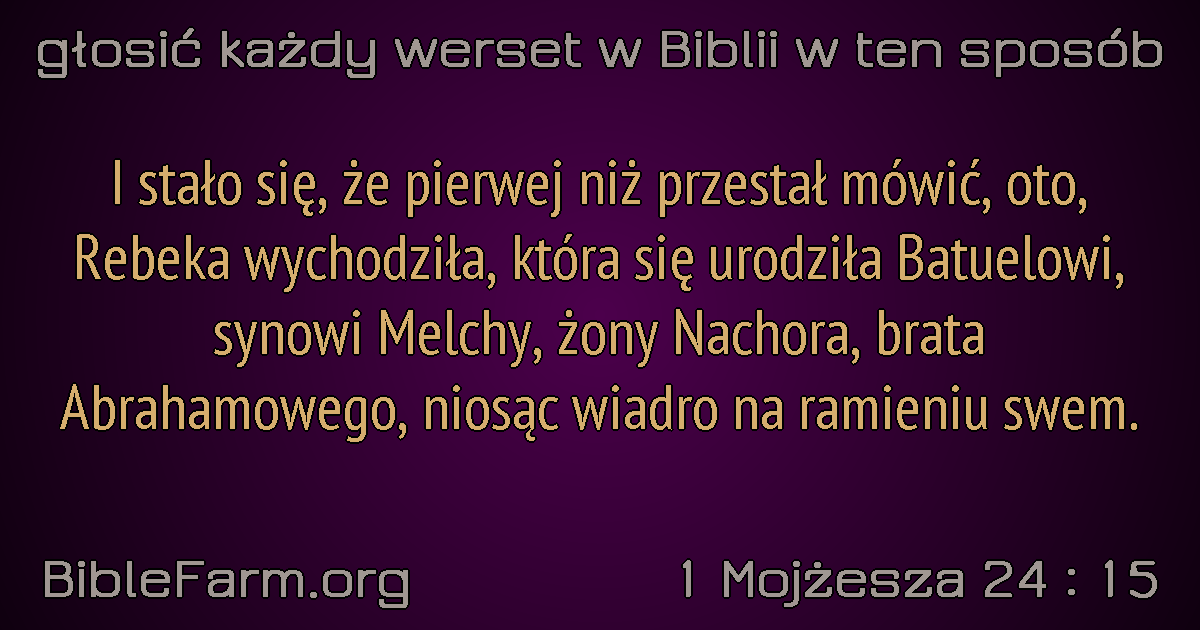 głosić każdy werset w Biblii w ten sposób
I stało się, że pierwej niż przestał mówić, oto,
Rebeka wychodziła, która się urodziła Batuelowi,
synowi Melchy, żony Nachora, brata
Abrahamowego, niosąc wiadro na ramieniu swem.
BibleFarm.org
1 Mojżesza 24 : 15